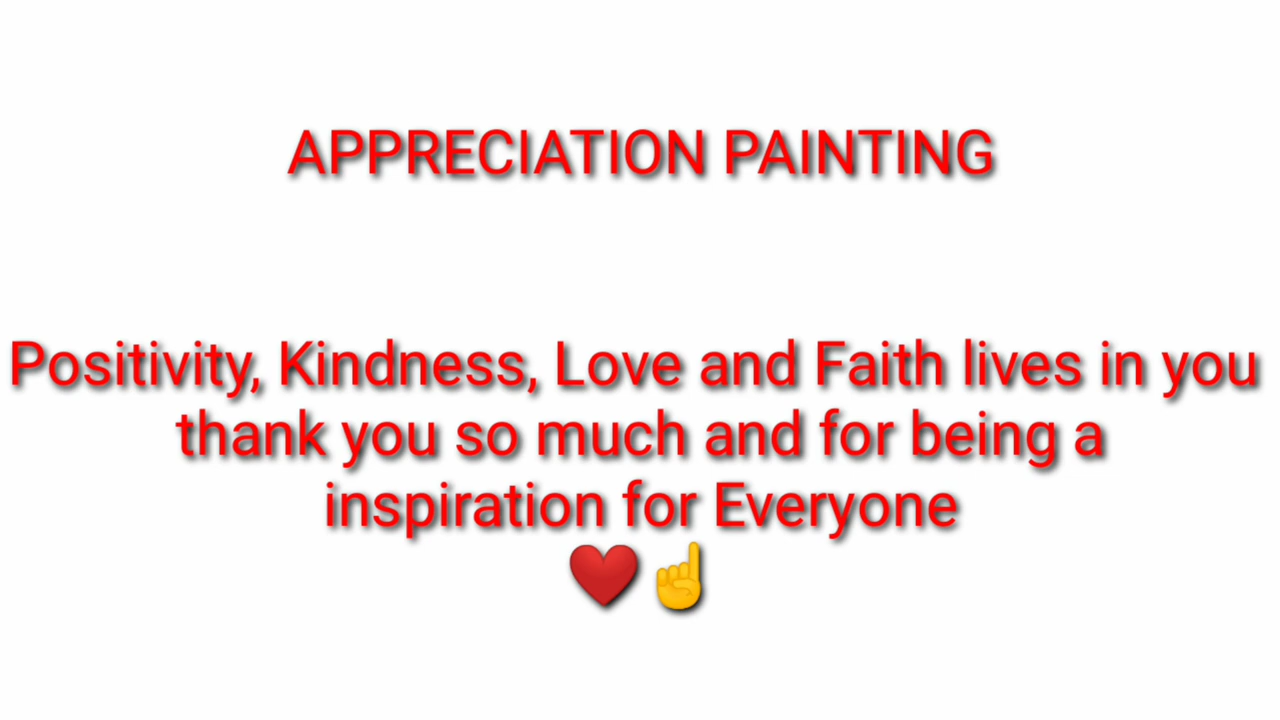 APPRECIATION PAINTING
Positivity, Kindness, Love and Faith lives in you
thank you so much and for being a
inspiration for Everyone
❤️☝️